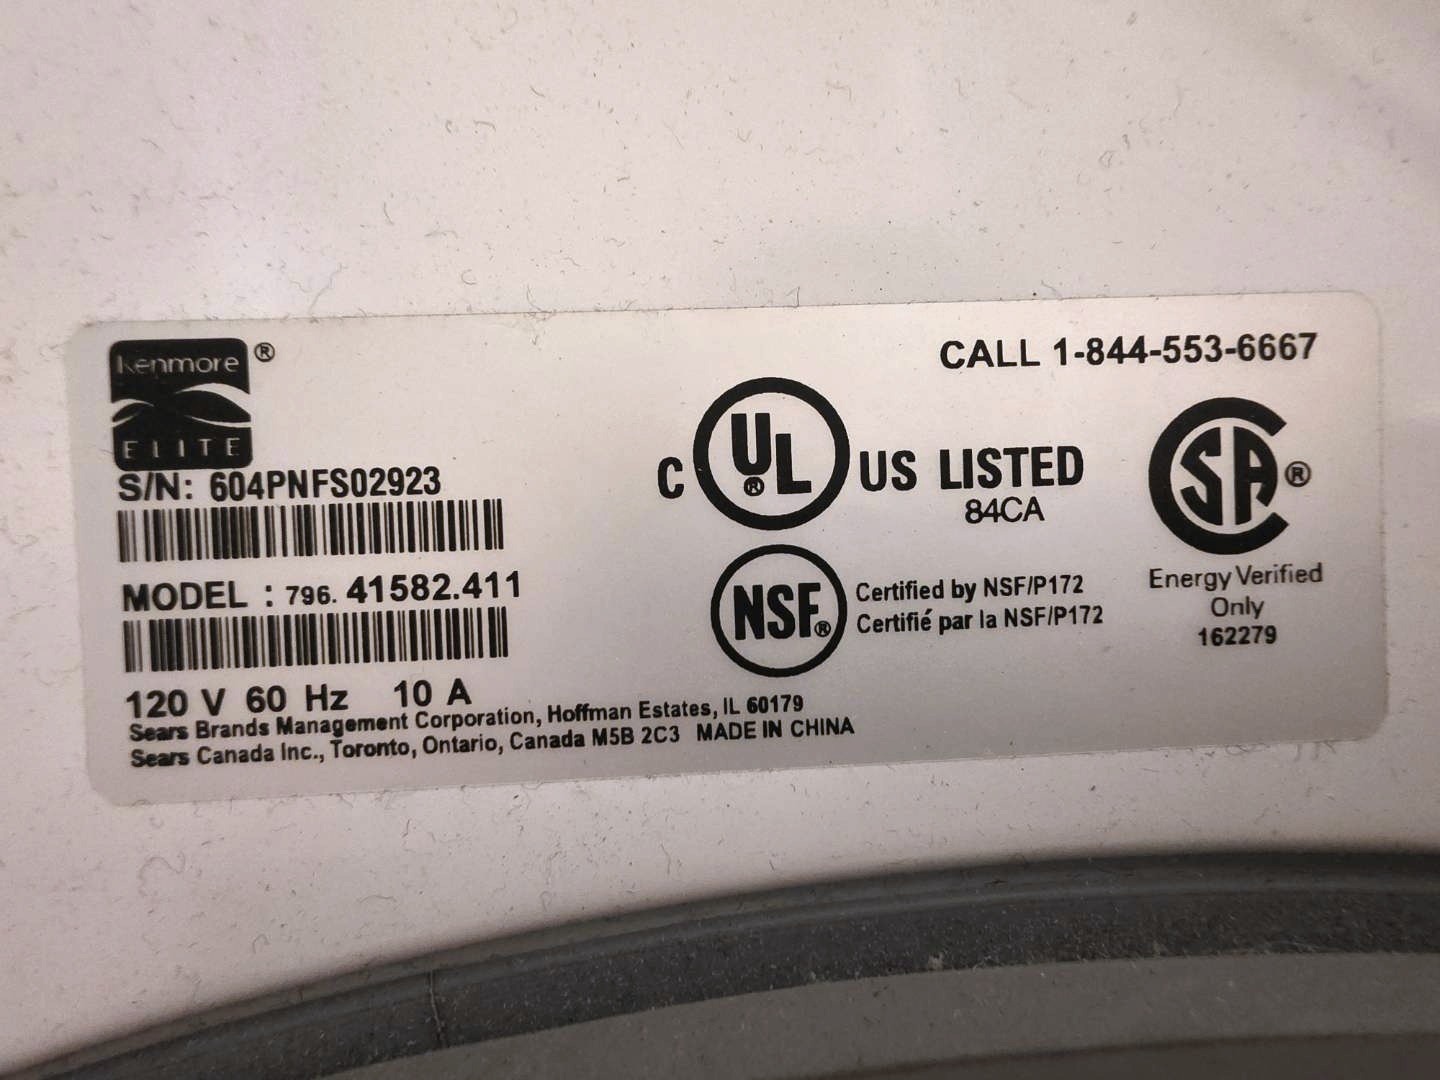 Kenmore ®
ELITE
S/N: 604PNFS02923
MODEL : 796. 41582.411
120 V 60 Hz 10 A
Sears Brands Management Corporation, Hoffman Estates, IL 60179
Sears Canada Inc., Toronto, Ontario, Canada M5B 2C3 MADE IN CHINA
CALL 1-844-553-6667
C UL ® US LISTED
84CA
NSF®
Certified by NSF/P172
Certifié par la NSF/P172
SA ®
Energy Verified
Only
162279